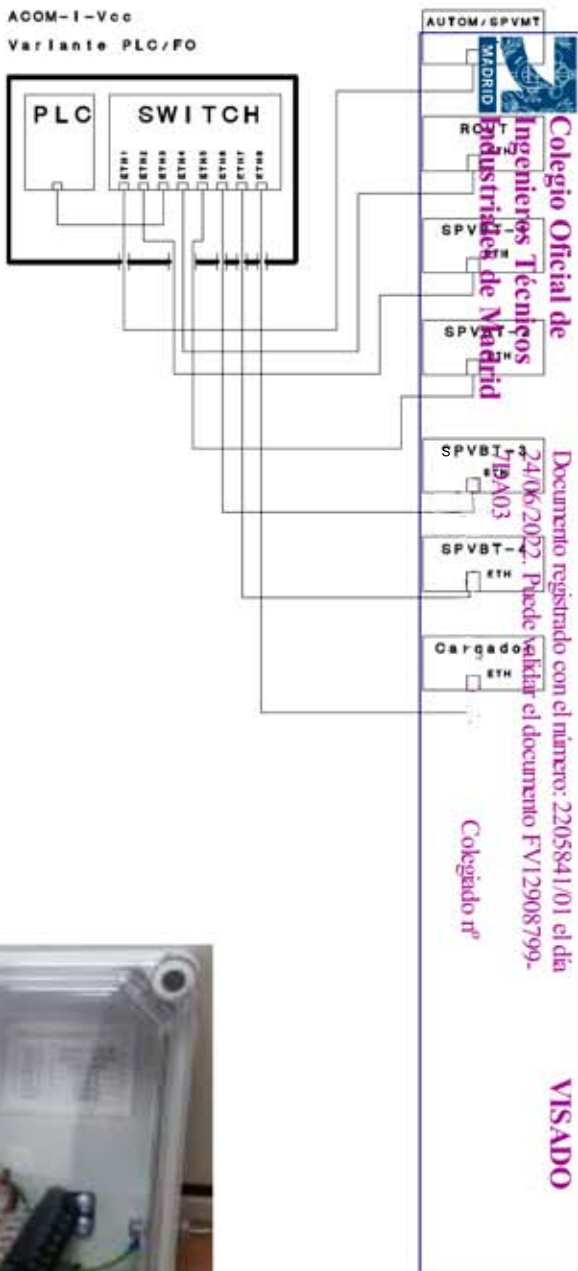 ACOM-I-Vcc
Variante PLC/FO
PLC
SWITCH
ETH1
ETH2
ETH3
ETH4
ETH5
ETH6
ETH7
ETH8
AUTOM/SPVMT
ROUT
ETH
SPVBT-
ETH
SPVBT-
ETH
SPVBT-3
ETH
SPVBT-4
ETH
Cargador
ETH
MADRID
Colegio Oficial de
Ingenieros Técnicos
Industriales de Madrid
Documento registrado con el número: 2205841/01 el día
24/06/2022. Puede validar el documento FV12908799-
7DA03
Colegiado nº
VISADO